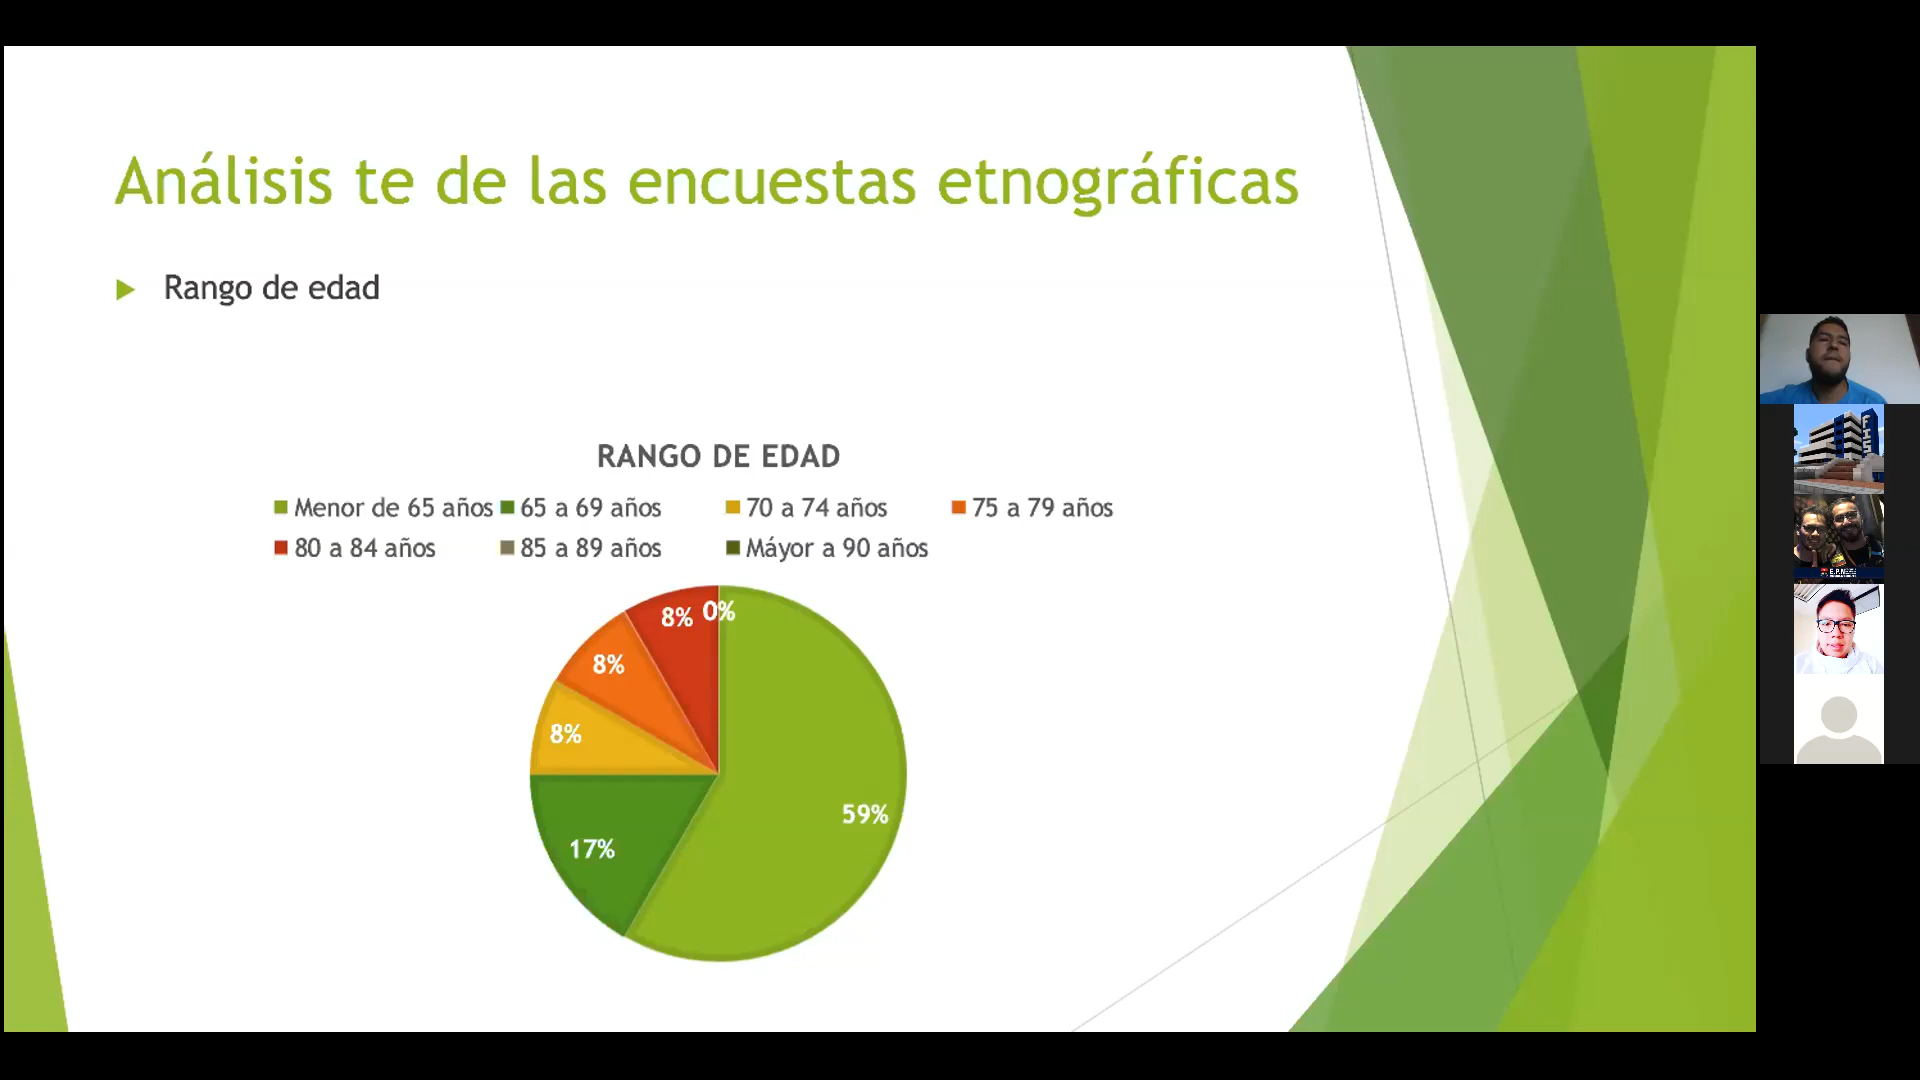 Análisis te de las encuestas etnográficas
Rango de edad
RANGO DE EDAD
Menor de 65 años 65 a 69 años 70 a 74 años 75 a 79 años
80 a 84 años 85 a 89 años Máyor a 90 años
8% 0%
8%
8%
59%
17%